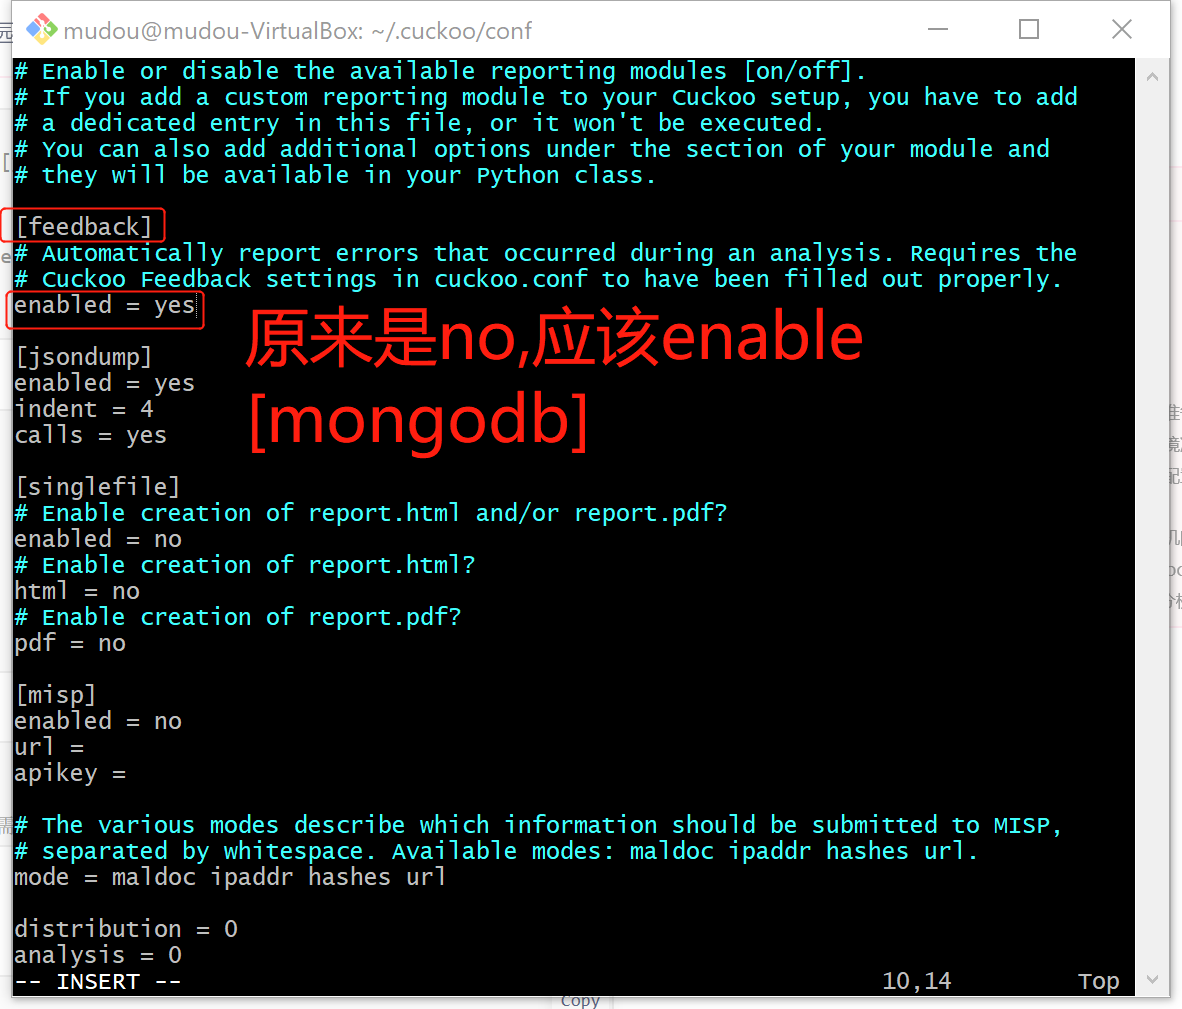 mudou@mudou-VirtualBox: ~/.cuckoo/conf
# Enable or disable the available reporting modules [on/off].
# If you add a custom reporting module to your Cuckoo setup, you have to add
# a dedicated entry in this file, or it won't be executed.
# You can also add additional options under the section of your module and
# they will be available in your Python class.
[feedback]
# Automatically report errors that occurred during an analysis. Requires the
# Cuckoo Feedback settings in cuckoo.conf to have been filled out properly.
enabled = yes
原来是no,应该enable
[mongodb]
[jsondump]
enabled = yes
indent = 4
calls = yes
[singlefile]
# Enable creation of report.html and/or report.pdf?
enabled = no
# Enable creation of report.html?
html = no
# Enable creation of report.pdf?
pdf = no
[misp]
enabled = no
url =
apikey =
# The various modes describe which information should be submitted to MISP,
# separated by whitespace. Available modes: maldoc ipaddr hashes url.
mode = maldoc ipaddr hashes url
distribution = 0
analysis = 0
-- INSERT -- 10,14 Top
Copy